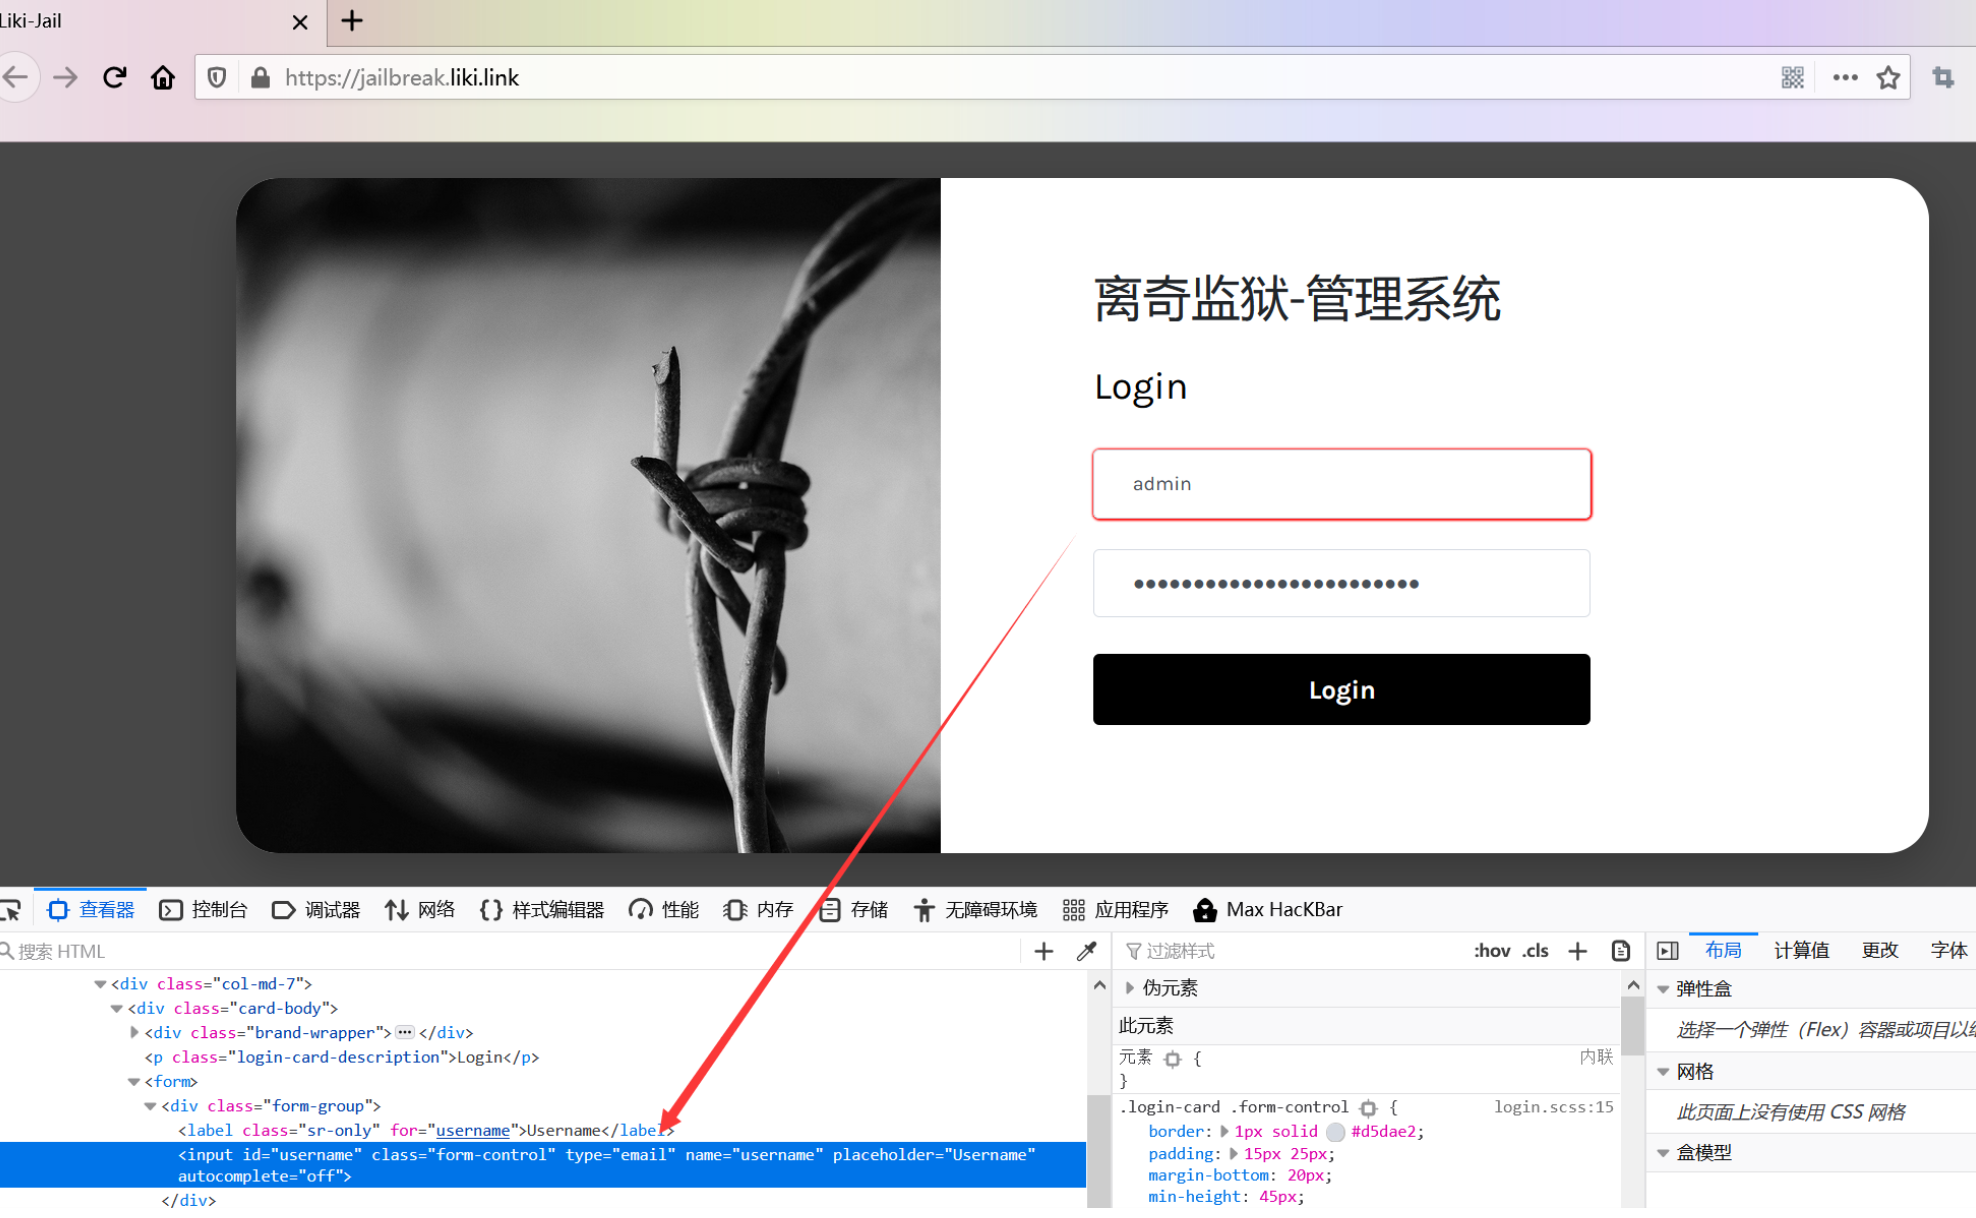 Liki-Jail
https://jailbreak.liki.link
离奇监狱-管理系统
Login
admin
••••••••••••••••••••••••
Login
查看器 控制台 调试器 网络 样式编辑器 性能 内存 存储 无障碍环境 应用程序 Max HacKBar
搜索 HTML
<div class="col-md-7">
<div class="card-body">
<div class="brand-wrapper"> ••• </div>
<p class="login-card-description">Login</p>
<form>
<div class="form-group">
<label class="sr-only" for="username">Username</label>
<input id="username" class="form-control" type="email" name="username" placeholder="Username"
autocomplete="off">
</div>
过滤样式 :hov .cls
伪元素
此元素
元素 { 内联
}
.login-card .form-control { login.scss:15
border: 1px solid #d5dae2;
padding: 15px 25px;
margin-bottom: 20px;
min-height: 45px;
布局 计算值 更改 字体
弹性盒
选择一个弹性（Flex）容器或项目以
网格
此页面上没有使用 CSS 网格
盒模型